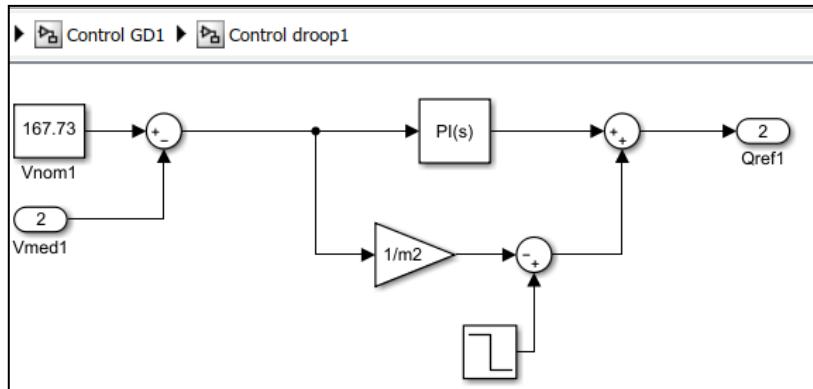 Control GD1 Control droop1
167.73
+
−
Vnom1
PI(s)
+
+
2
Qref1
2
Vmed1
1/m2
−
+